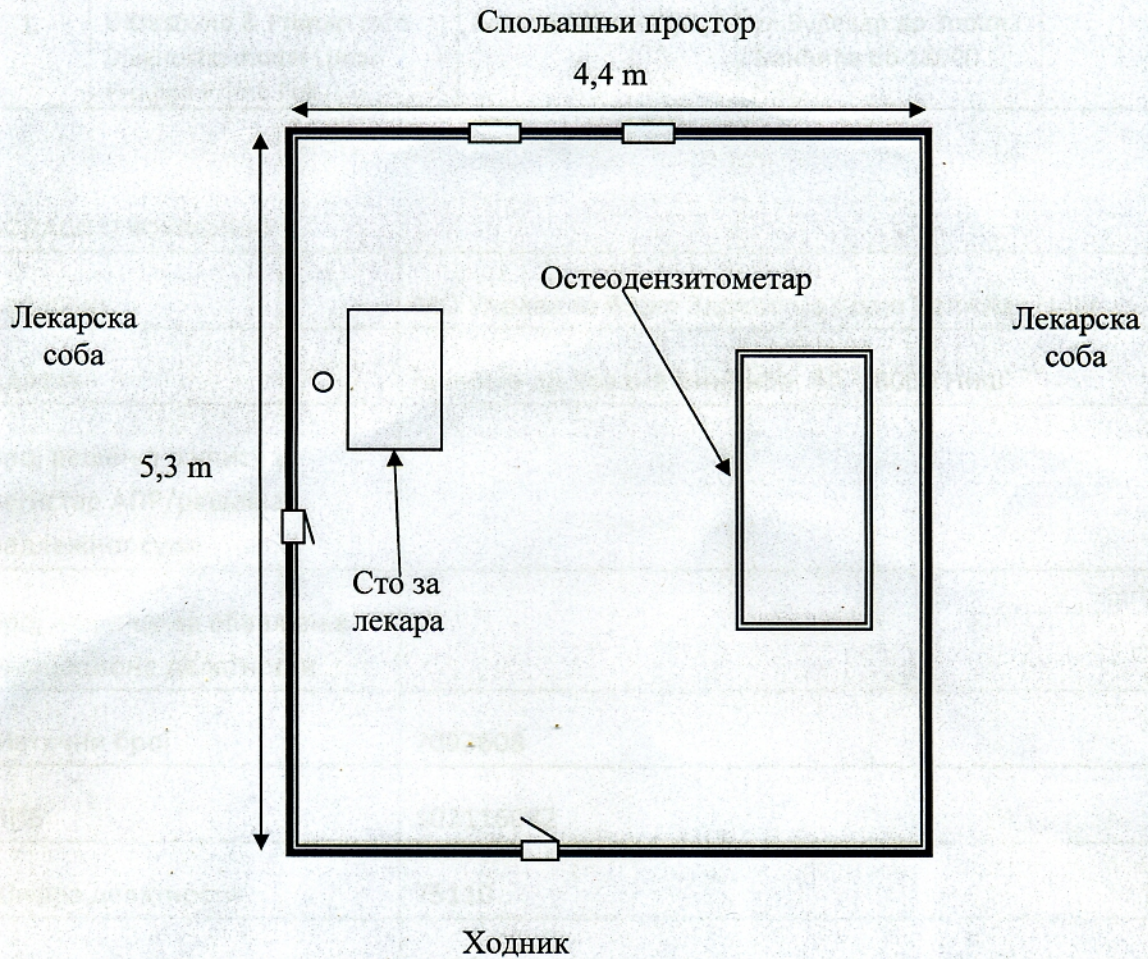 Спољашњи простор
4,4 m
Остеодензитометар
Лекарска
соба
Лекарска
соба
5,3 m
Сто за
лекара
Ходник